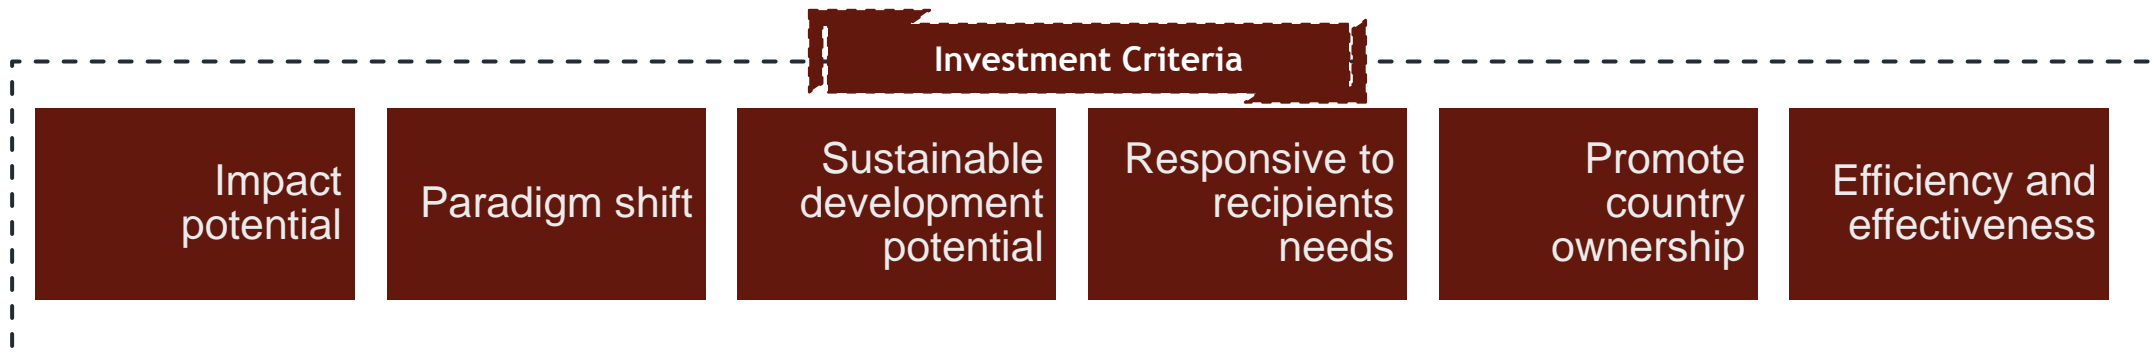 Investment Criteria
Impact
potential
Paradigm shift
Sustainable
development
potential
Responsive to
recipients
needs
Promote
country
ownership
Efficiency and
effectiveness